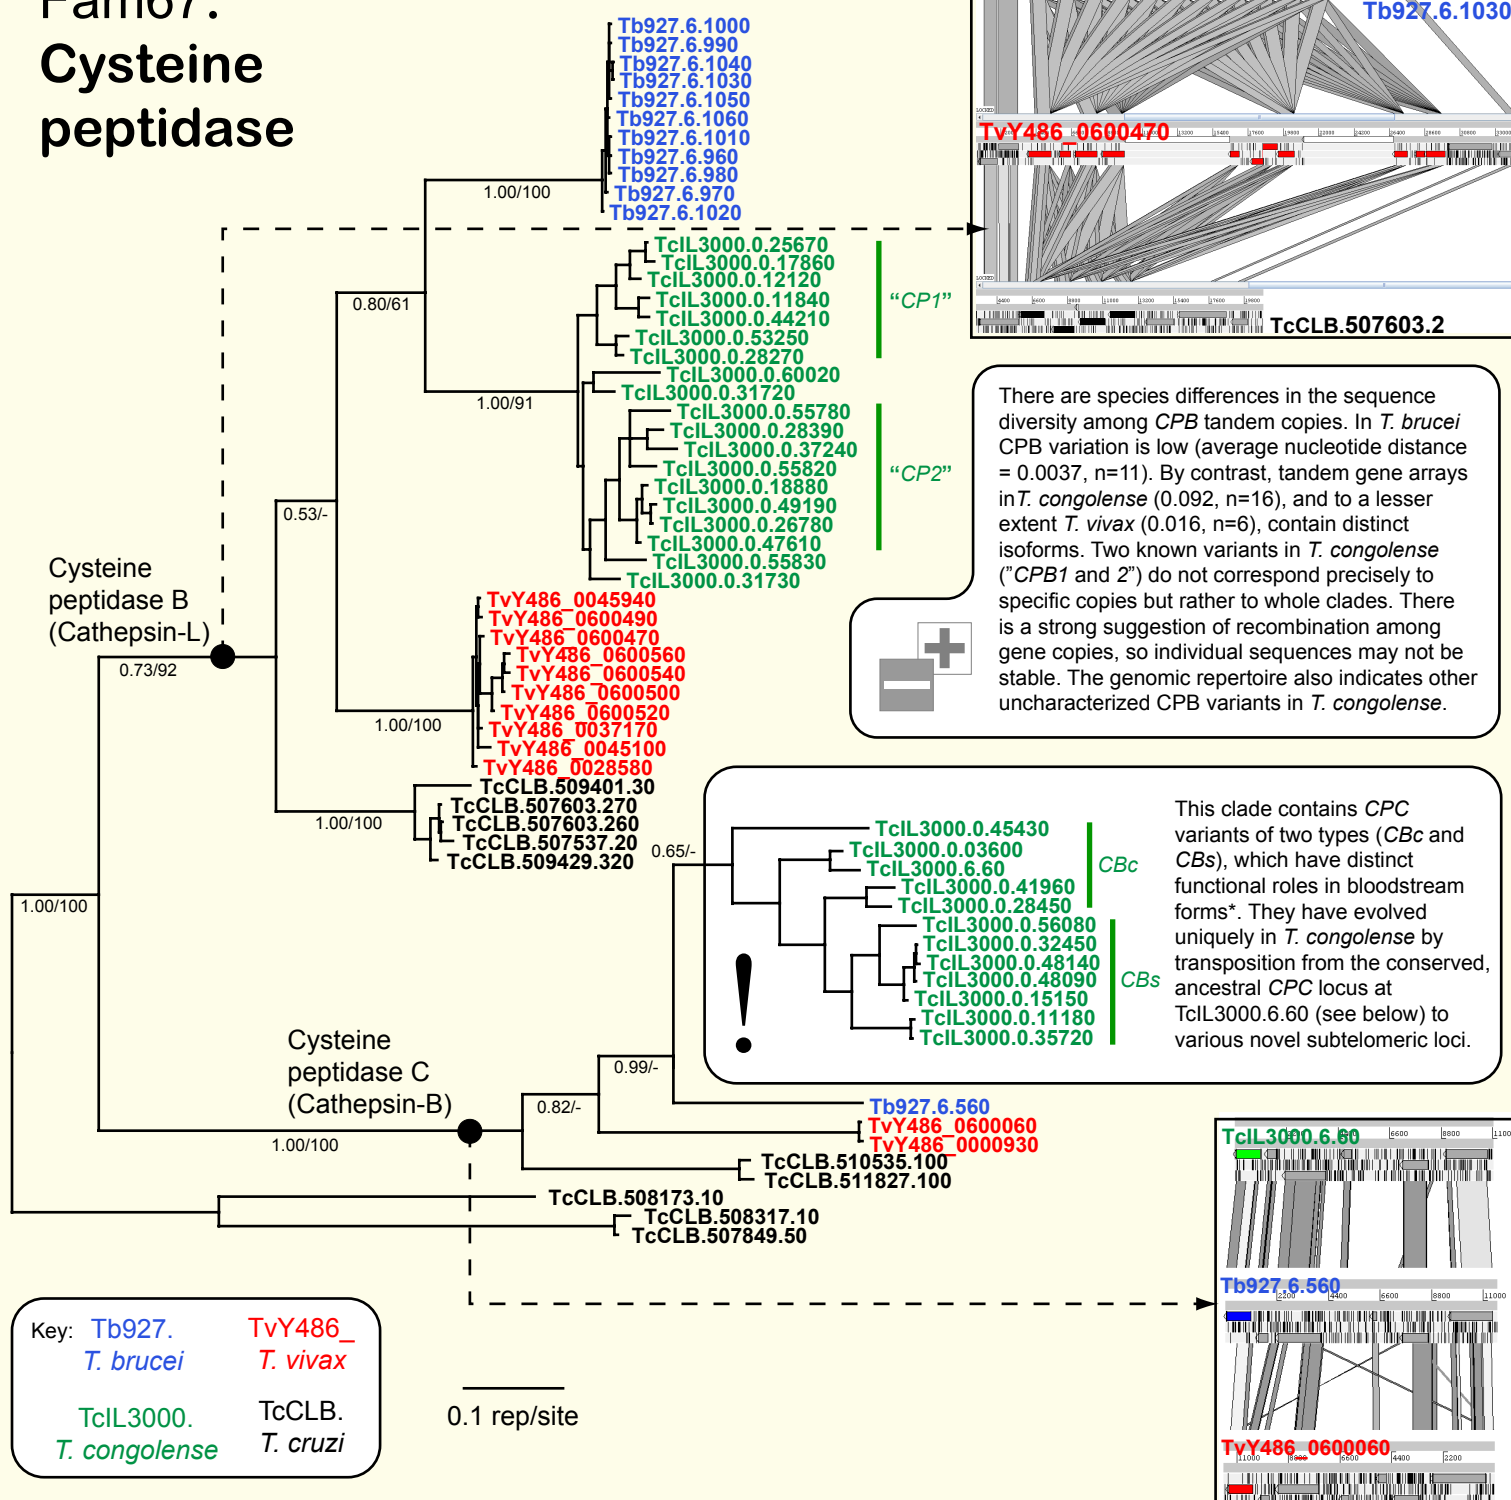 Fam67:
Cysteine
peptidase
Tb927.6.1000
Tb927.6.990
Tb927.6.1040
Tb927.6.1030
Tb927.6.1050
Tb927.6.1060
Tb927.6.1010
Tb927.6.960
Tb927.6.980
Tb927.6.970
Tb927.6.1020
1.00/100
TcIL3000.0.25670
TcIL3000.0.17860
TcIL3000.0.12120
TcIL3000.0.11840
TcIL3000.0.44210
TcIL3000.0.53250
TcIL3000.0.28270
“CP1”
0.80/61
TcIL3000.0.60020
TcIL3000.0.31720
1.00/91
TcIL3000.0.55780
TcIL3000.0.28390
TcIL3000.0.37240
TcIL3000.0.55820
TcIL3000.0.18880
TcIL3000.0.49190
TcIL3000.0.26780
TcIL3000.0.47610
“CP2”
TcIL3000.0.55830
TcIL3000.0.31730
0.53/-
Cysteine
peptidase B
(Cathepsin-L)
0.73/92
TvY486_0045940
TvY486_0600490
TvY486_0600470
TvY486_0600560
TvY486_0600540
TvY486_0600500
TvY486_0600520
TvY486_0037170
TvY486_0045100
TvY486_0028580
1.00/100
TcCLB.509401.30
TcCLB.507603.270
TcCLB.507603.260
TcCLB.507537.20
TcCLB.509429.320
1.00/100
1.00/100
Tb927.6.1030
TvY486_0600470
TcCLB.507603.2
There are species differences in the sequence
diversity among CPB tandem copies. In T. brucei
CPB variation is low (average nucleotide distance
= 0.0037, n=11). By contrast, tandem gene arrays
inT. congolense (0.092, n=16), and to a lesser
extent T. vivax (0.016, n=6), contain distinct
isoforms. Two known variants in T. congolense
(”CPB1 and 2”) do not correspond precisely to
specific copies but rather to whole clades. There
is a strong suggestion of recombination among
gene copies, so individual sequences may not be
stable. The genomic repertoire also indicates other
uncharacterized CPB variants in T. congolense.
0.65/-
TcIL3000.0.45430
TcIL3000.0.03600
TcIL3000.6.60
TcIL3000.0.41960
TcIL3000.0.28450
CBc
TcIL3000.0.56080
TcIL3000.0.32450
TcIL3000.0.48140
TcIL3000.0.48090
TcIL3000.0.15150
TcIL3000.0.11180
TcIL3000.0.35720
CBs
!
This clade contains CPC
variants of two types (CBc and
CBs), which have distinct
functional roles in bloodstream
forms*. They have evolved
uniquely in T. congolense by
transposition from the conserved,
ancestral CPC locus at
TcIL3000.6.60 (see below) to
various novel subtelomeric loci.
Cysteine
peptidase C
(Cathepsin-B)
1.00/100
0.99/-
0.82/-
Tb927.6.560
TvY486_0600060
TvY486_0000930
TcCLB.510535.100
TcCLB.511827.100
TcCLB.508173.10
TcCLB.508317.10
TcCLB.507849.50
TcIL3000.6.60
6600 8800
Tb927.6.560
2200 4400 6600 8800 11000
TvY486_0600060
11000 6600 4400 2200
Key: Tb927.
T. brucei
TvY486_
T. vivax
TcIL3000.
T. congolense
TcCLB.
T. cruzi
0.1 rep/site